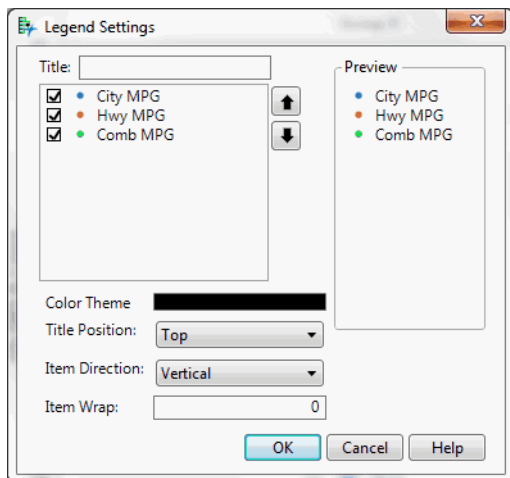 Legend Settings
Title:
Preview
City MPG
Hwy MPG
Comb MPG
City MPG
Hwy MPG
Comb MPG
Color Theme
Title Position:
Top
Item Direction:
Vertical
Item Wrap:
0
OK
Cancel
Help